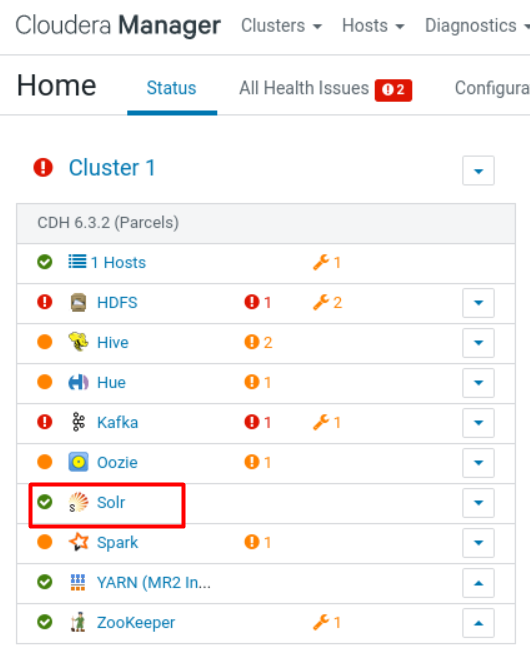 Cloudera Manager Clusters Hosts Diagnostics
Home Status All Health Issues 2 Configura
Cluster 1
CDH 6.3.2 (Parcels)
1 Hosts 1
HDFS 1 2
Hive 2
Hue 1
Kafka 1 1
Oozie 1
S Solr
Spark 1
YARN (MR2 In...
ZooKeeper 1